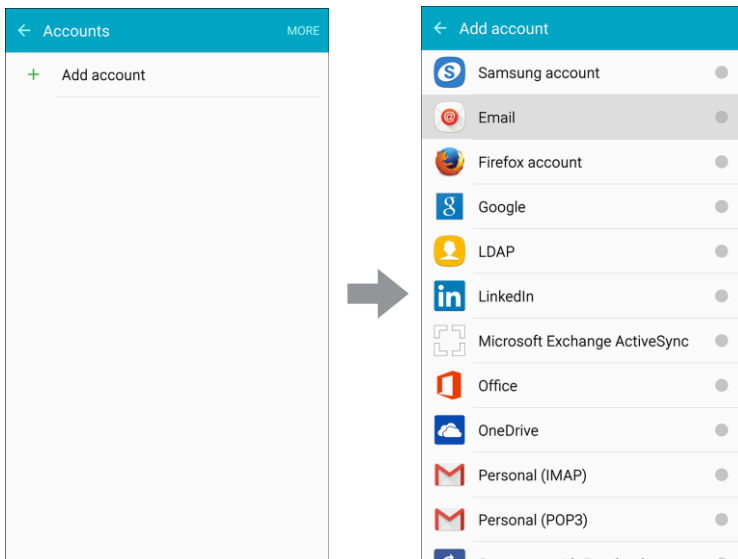 Accounts
MORE
Add account
Add account
Samsung account
Email
Firefox account
Google
LDAP
LinkedIn
Microsoft Exchange ActiveSync
Office
OneDrive
Personal (IMAP)
Personal (POP3)